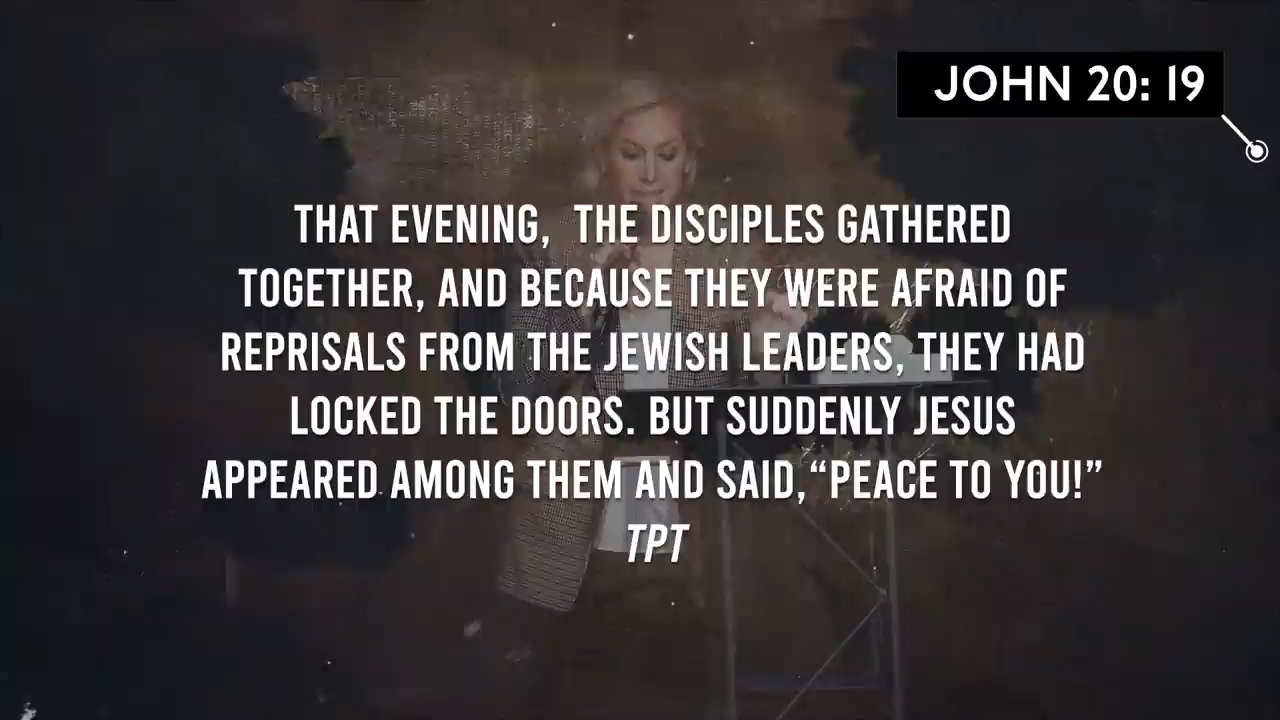 JOHN 20: 19
THAT EVENING, THE DISCIPLES GATHERED
TOGETHER, AND BECAUSE THEY WERE AFRAID OF
REPRISALS FROM THE JEWISH LEADERS, THEY HAD
LOCKED THE DOORS. BUT SUDDENLY JESUS
APPEARED AMONG THEM AND SAID,“PEACE TO YOU!”
TPT